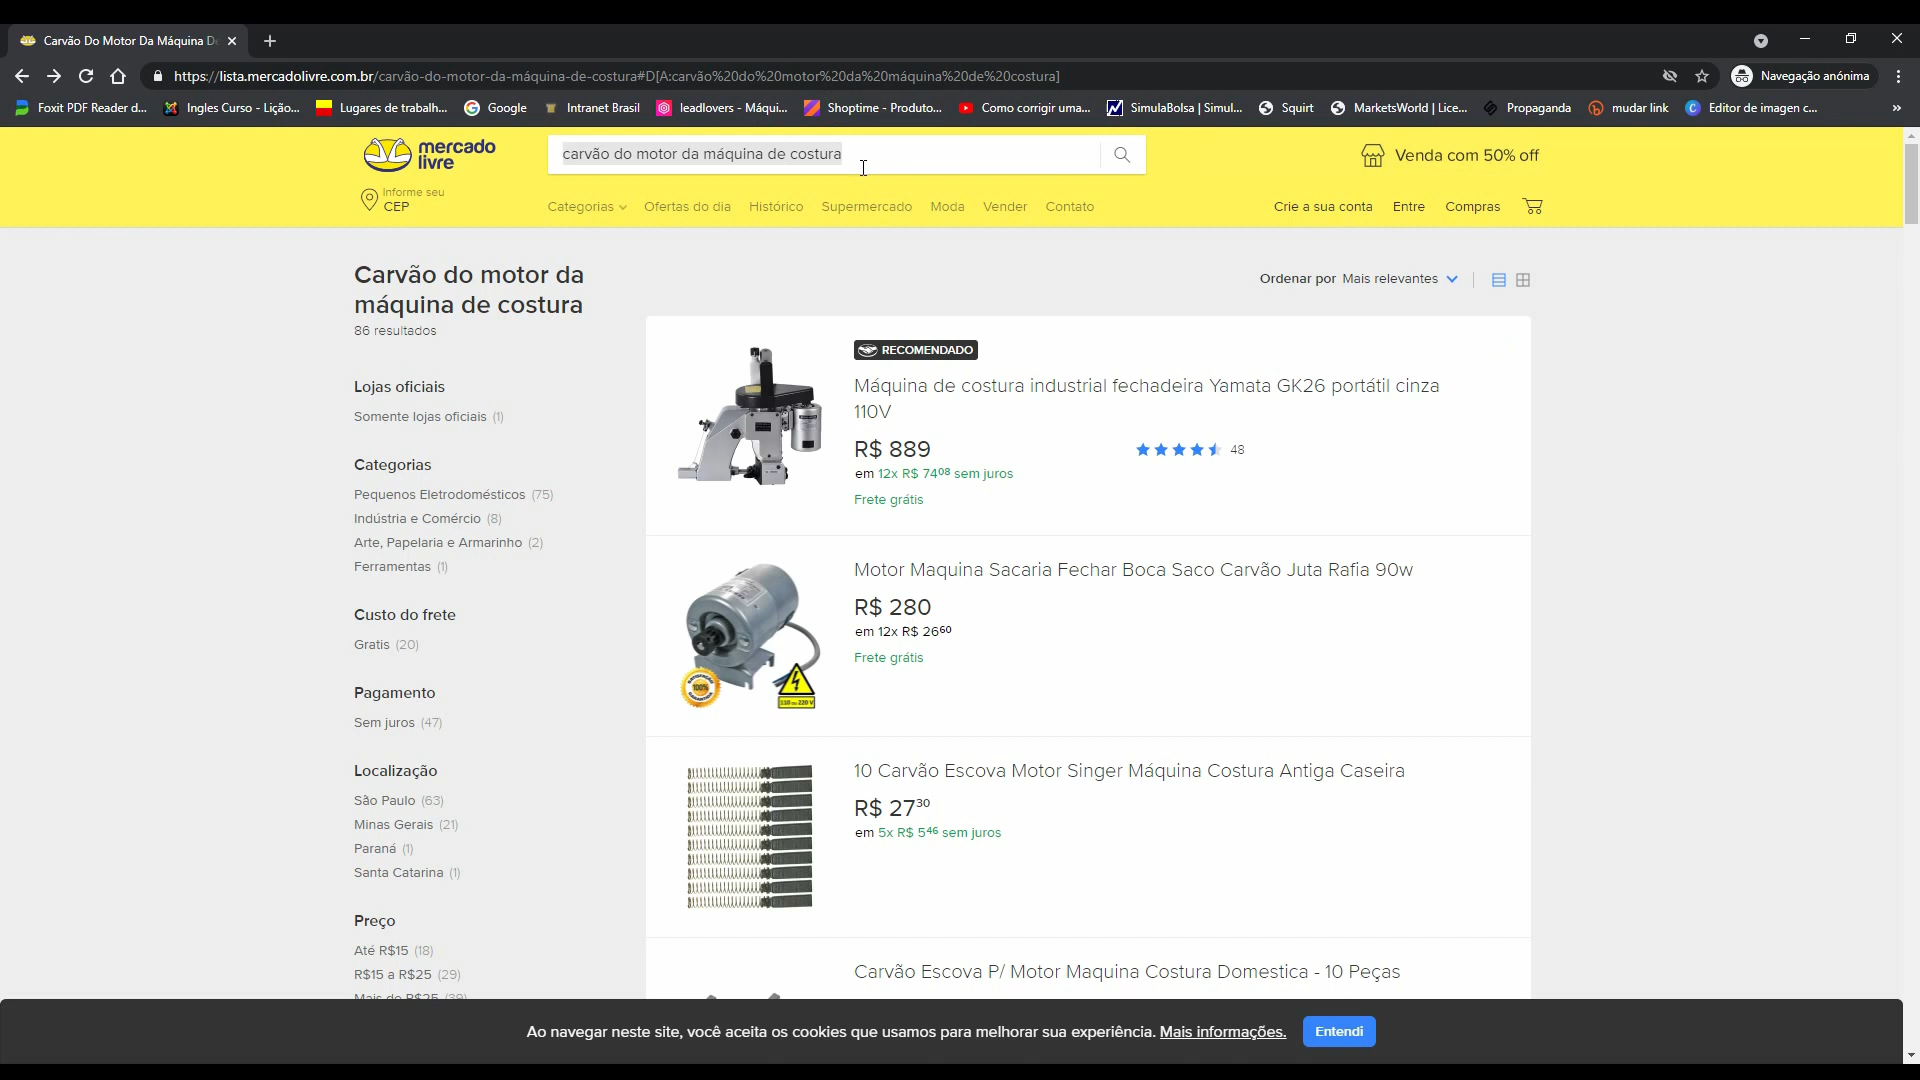 Carvão Do Motor Da Máquina D
https://lista.mercadolivre.com.br/carvão-do-motor-da-máquina-de-costura#D[A:carvão%20do%20motor%20da%20máquina%20de%20costura]
Navegação anónima
Foxit PDF Reader d...
Ingles Curso - Lição...
Lugares de trabalh...
Google
Intranet Brasil
leadlovers - Máqui...
Shoptime - Produto...
Como corrigir uma...
SimulaBolsa | Simul...
Squirt
MarketsWorld | Lice...
Propaganda
mudar link
Editor de imagen c...
»
mercado
livre
carvão do motor da máquina de costura
Venda com 50% off
Informe seu
CEP
Categorias
Ofertas do dia
Histórico
Supermercado
Moda
Vender
Contato
Crie a sua conta
Entre
Compras
Carvão do motor da
máquina de costura
86 resultados
Ordenar por Mais relevantes
Lojas oficiais
Somente lojas oficiais (1)
Categorias
Pequenos Eletrodomésticos (75)
Indústria e Comércio (8)
Arte, Papelaria e Armarinho (2)
Ferramentas (1)
Custo do frete
Gratis (20)
Pagamento
Sem juros (47)
Localização
São Paulo (63)
Minas Gerais (21)
Paraná (1)
Santa Catarina (1)
Preço
Até R$15 (18)
R$15 a R$25 (29)
Mais de R$25 (39)
RECOMENDADO
Máquina de costura industrial fechadeira Yamata GK26 portátil cinza
110V
R$ 889
48
em 12x R$ 7408 sem juros
Frete grátis
Motor Maquina Sacaria Fechar Boca Saco Carvão Juta Rafia 90w
R$ 280
em 12x R$ 2660
Frete grátis
100%
110 ou 220 V
10 Carvão Escova Motor Singer Máquina Costura Antiga Caseira
R$ 2730
em 5x R$ 546 sem juros
Carvão Escova P/ Motor Maquina Costura Domestica - 10 Peças
Ao navegar neste site, você aceita os cookies que usamos para melhorar sua experiência. Mais informações.
Entendi